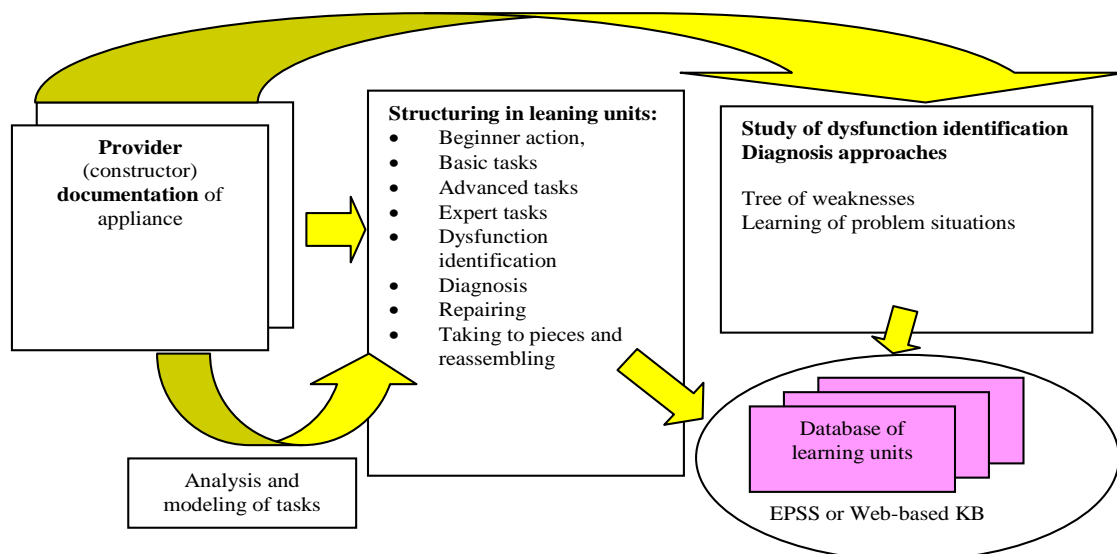 Provider
(constructor)
documentation of
appliance
Structuring in leaning units:
• Beginner action,
• Basic tasks
• Advanced tasks
• Expert tasks
• Dysfunction
identification
• Diagnosis
• Repairing
• Taking to pieces and
reassembling
Study of dysfunction identification
Diagnosis approaches
Tree of weaknesses
Learning of problem situations
Analysis and
modeling of tasks
Database of
learning units
EPSS or Web-based KB